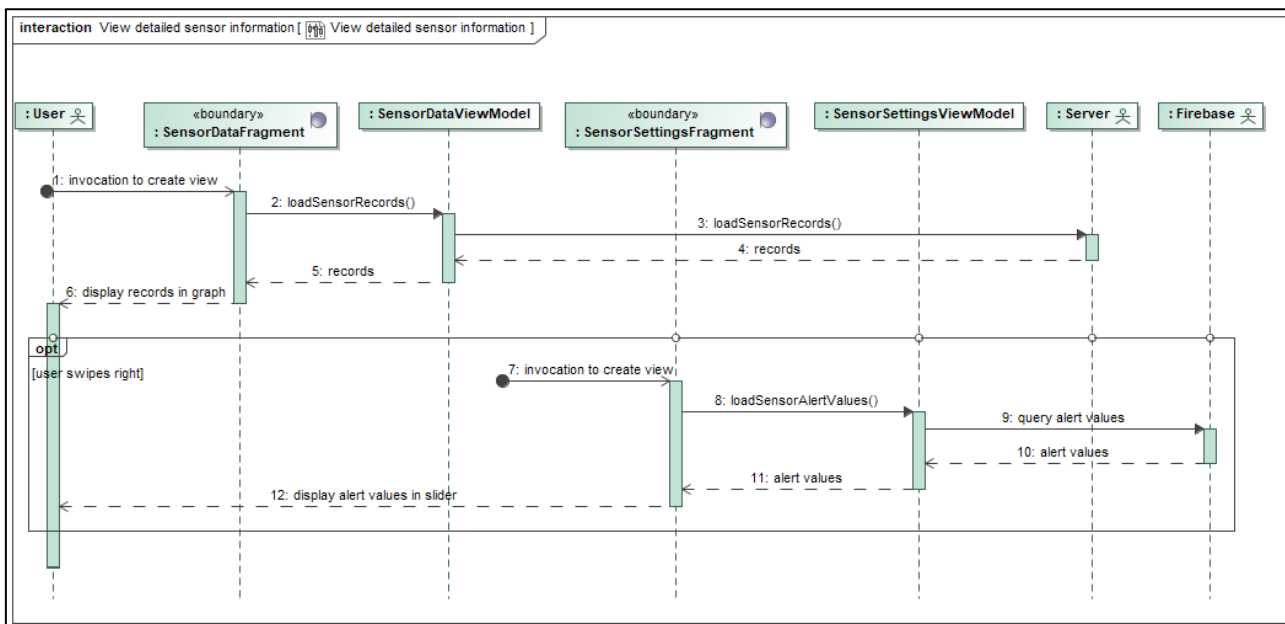 interaction View detailed sensor information [ View detailed sensor information ]
: User
«boundary»
: SensorDataFragment
: SensorDataViewModel
«boundary»
: SensorSettingsFragment
: SensorSettingsViewModel
: Server
: Firebase
1: invocation to create view
2: loadSensorRecords()
3: loadSensorRecords()
4: records
5: records
6: display records in graph
opt
[user swipes right]
7: invocation to create view
8: loadSensorAlertValues()
9: query alert values
10: alert values
11: alert values
12: display alert values in slider